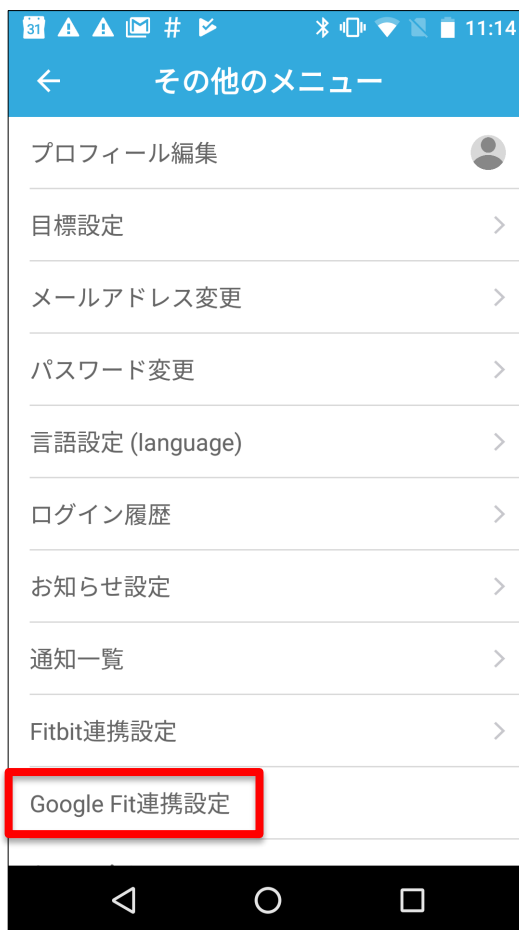 31 # 11:14
その他のメニュー
プロフィール編集
目標設定
メールアドレス変更
パスワード変更
言語設定 (language)
ログイン履歴
お知らせ設定
通知一覧
Fitbit連携設定
Google Fit連携設定